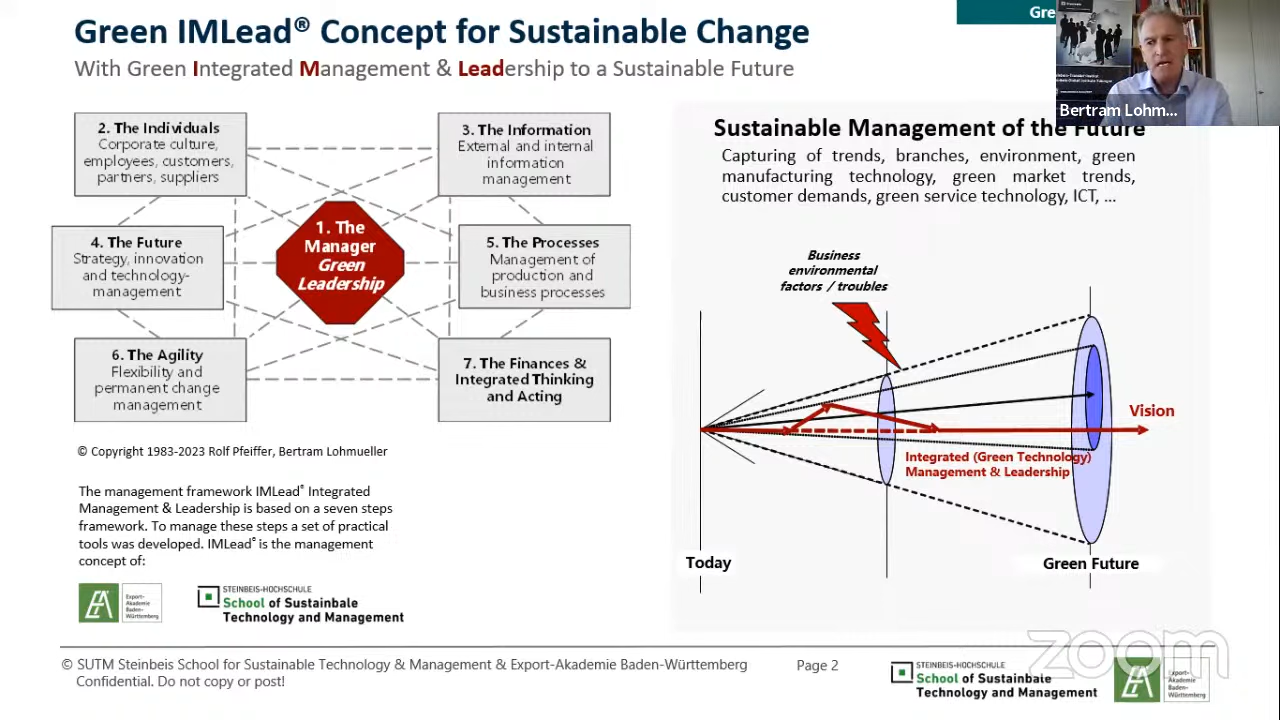 Green IMLead® Concept for Sustainable Change
With Green Integrated Management & Leadership to a Sustainable Future
Gre
Bertram Lohm...
2. The Individuals
Corporate culture,
employees, customers,
partners, suppliers
3. The Information
External and internal
information
management
1. The
Manager
Green
Leadership
4. The Future
Strategy, innovation
and technology-
management
5. The Processes
Management of
production and
business processes
6. The Agility
Flexibility and
permanent change
management
7. The Finances &
Integrated Thinking
and Acting
© Copyright 1983-2023 Rolf Pfeiffer, Bertram Lohmueller
The management framework IMLead® Integrated
Management & Leadership is based on a seven steps
framework. To manage these steps a set of practical
tools was developed. IMLead® is the management
concept of:
Export-
Akademie
Baden-
Württemberg
STEINBEIS-HOCHSCHULE
School of Sustainbale
Technology and Management
Sustainable Management of the Future
Capturing of trends, branches, environment, green
manufacturing technology, green market trends,
customer demands, green service technology, ICT, ...
Business
environmental
factors / troubles
Vision
Integrated (Green Technology)
Management & Leadership
Today
Green Future
zoom
© SUTM Steinbeis School for Sustainable Technology & Management & Export-Akademie Baden-Württemberg
Confidential. Do not copy or post!
Page 2
STEINBEIS-HOCHSCHULE
School of Sustainbale
Technology and Management
Export-
Akademie
Baden-
Württemberg